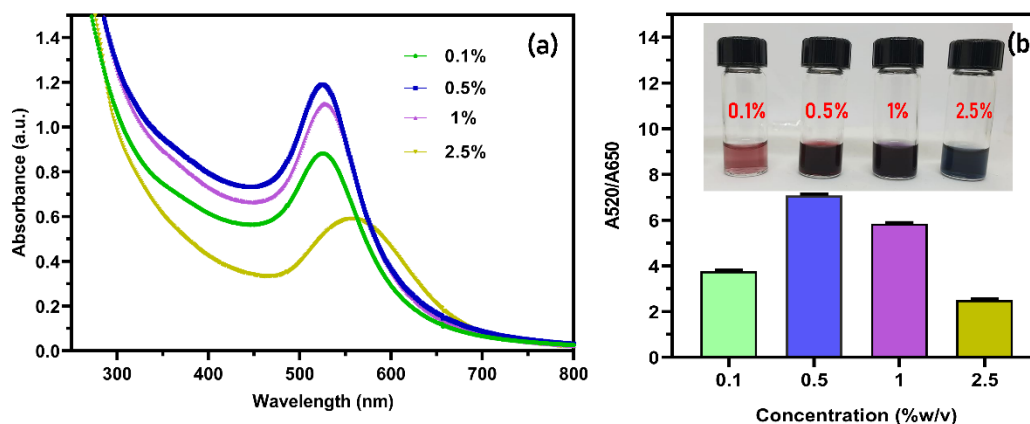 (a)
0.1%
0.5%
1%
2.5%
Absorbance (a.u.)
1.4
1.2
1.0
0.8
0.6
0.4
0.2
0.0
300 400 500 600 700 800
Wavelength (nm)
(b)
0.1% 0.5% 1% 2.5%
A520/A650
14
12
10
8
6
4
2
0
0.1 0.5 1 2.5
Concentration (%w/v)